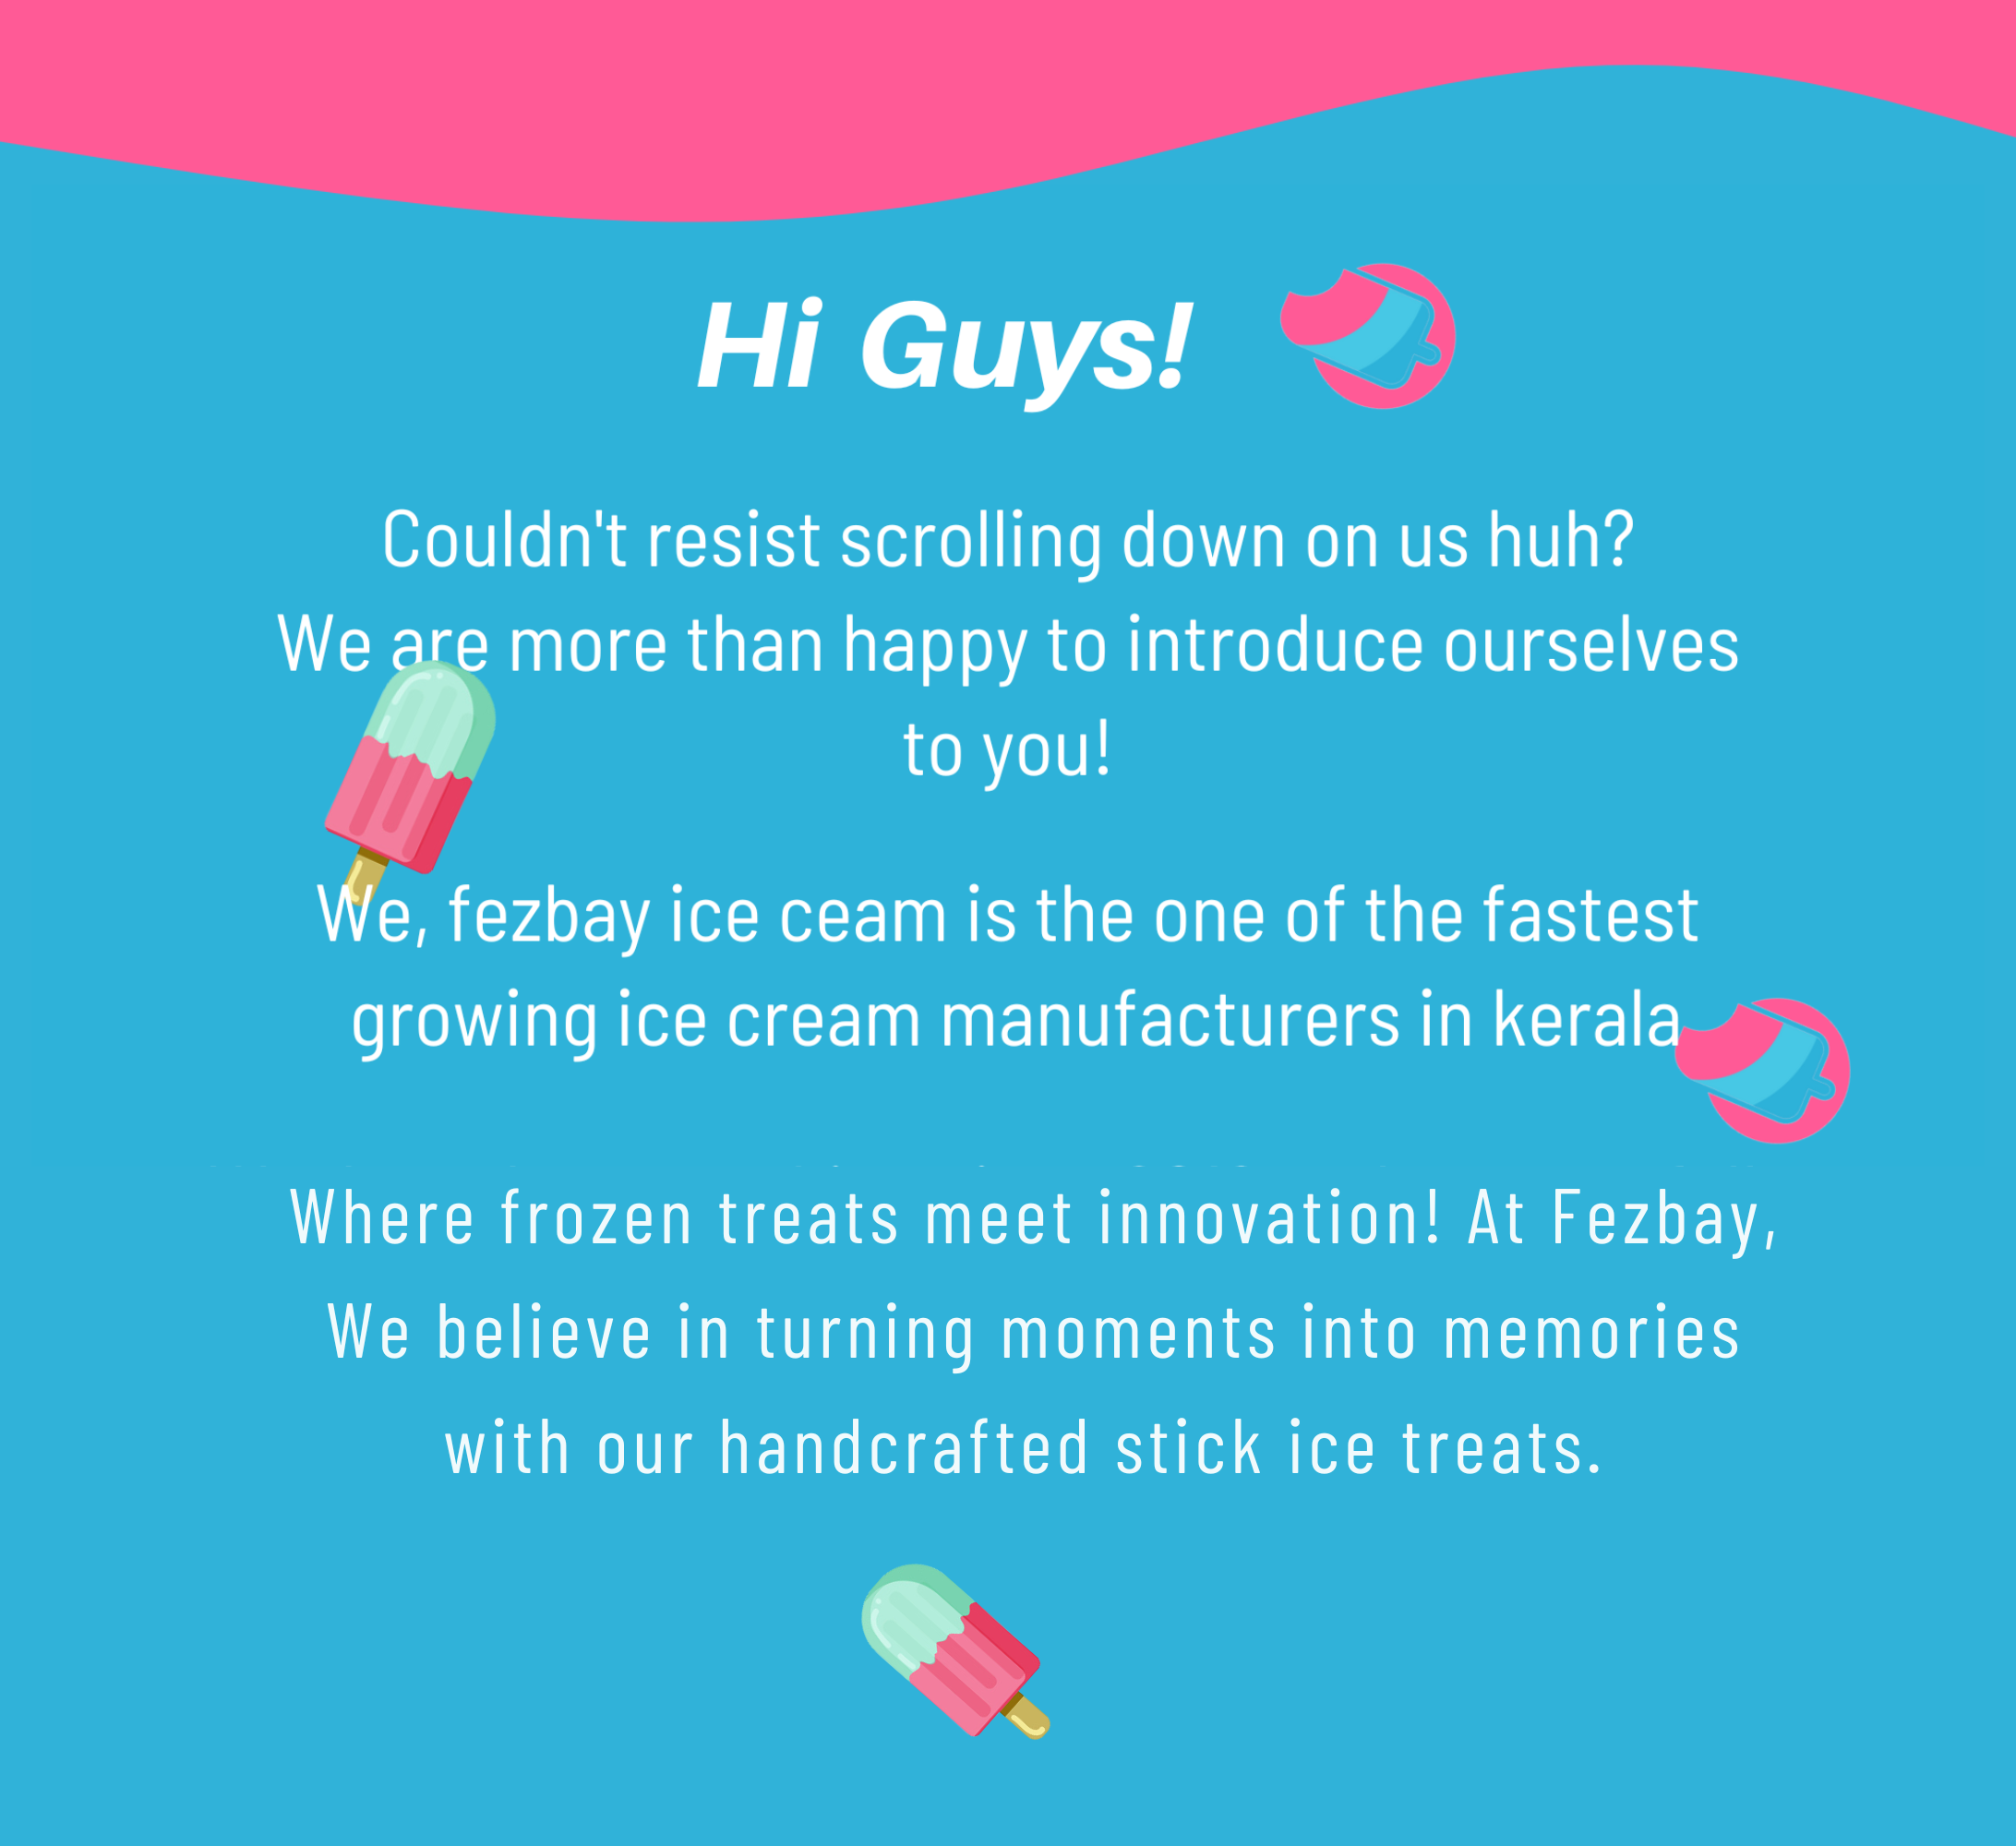 Hi Guys!
Couldn't resist scrolling down on us huh?
We are more than happy to introduce ourselves
to you!
We, fezbay ice ceam is the one of the fastest
growing ice cream manufacturers in kerala
Where frozen treats meet innovation! At Fezbay,
We believe in turning moments into memories
with our handcrafted stick ice treats.